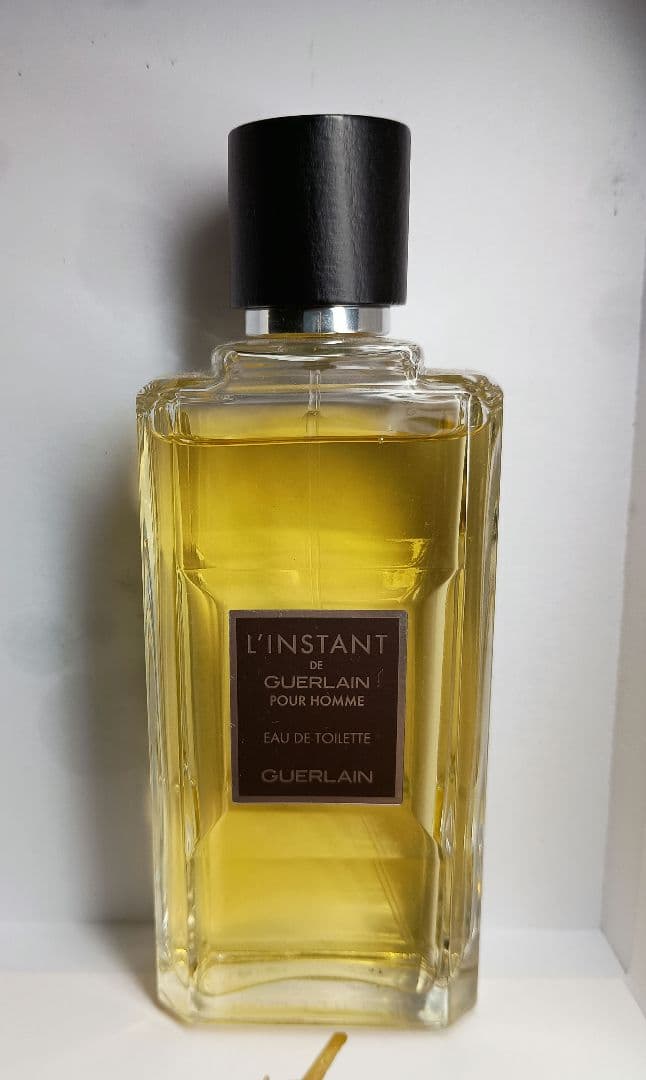 L'INSTANT
DE
GUERLAIN
POUR HOMME
EAU DE TOILETTE
GUERLAIN